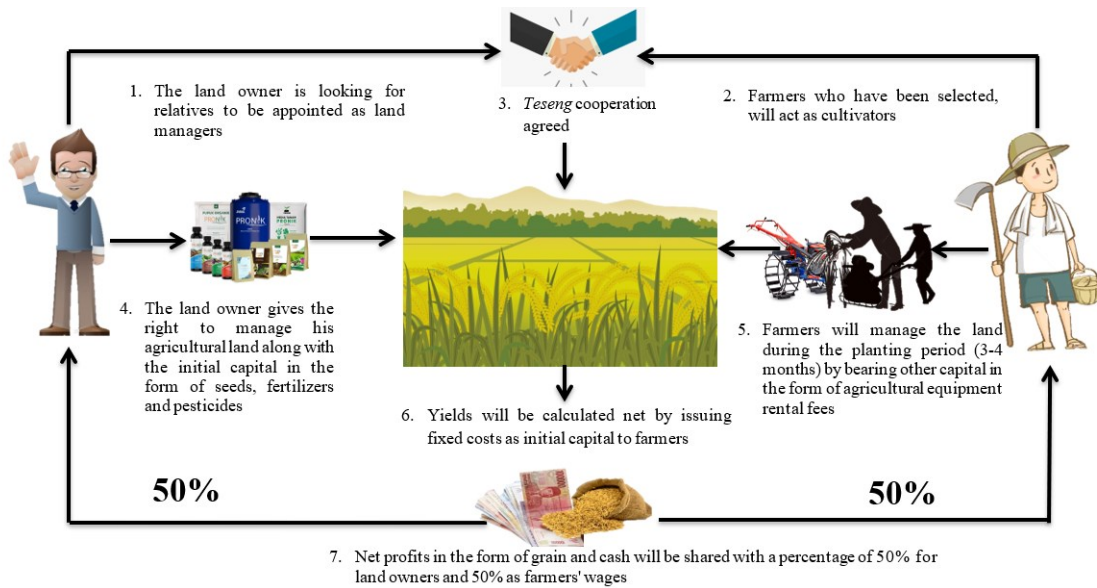 1. The land owner is looking for
relatives to be appointed as land
managers
3. Teseng cooperation
agreed
2. Farmers who have been selected,
will act as cultivators
PRONIK
PRONIK
4. The land owner gives the
right to manage his
agricultural land along with
the initial capital in the
form of seeds, fertilizers
and pesticides
5. Farmers will manage the land
during the planting period (3-4
months) by bearing other capital in
the form of agricultural equipment
rental fees
6. Yields will be calculated net by issuing
fixed costs as initial capital to farmers
50%
50%
7. Net profits in the form of grain and cash will be shared with a percentage of 50% for
land owners and 50% as farmers' wages